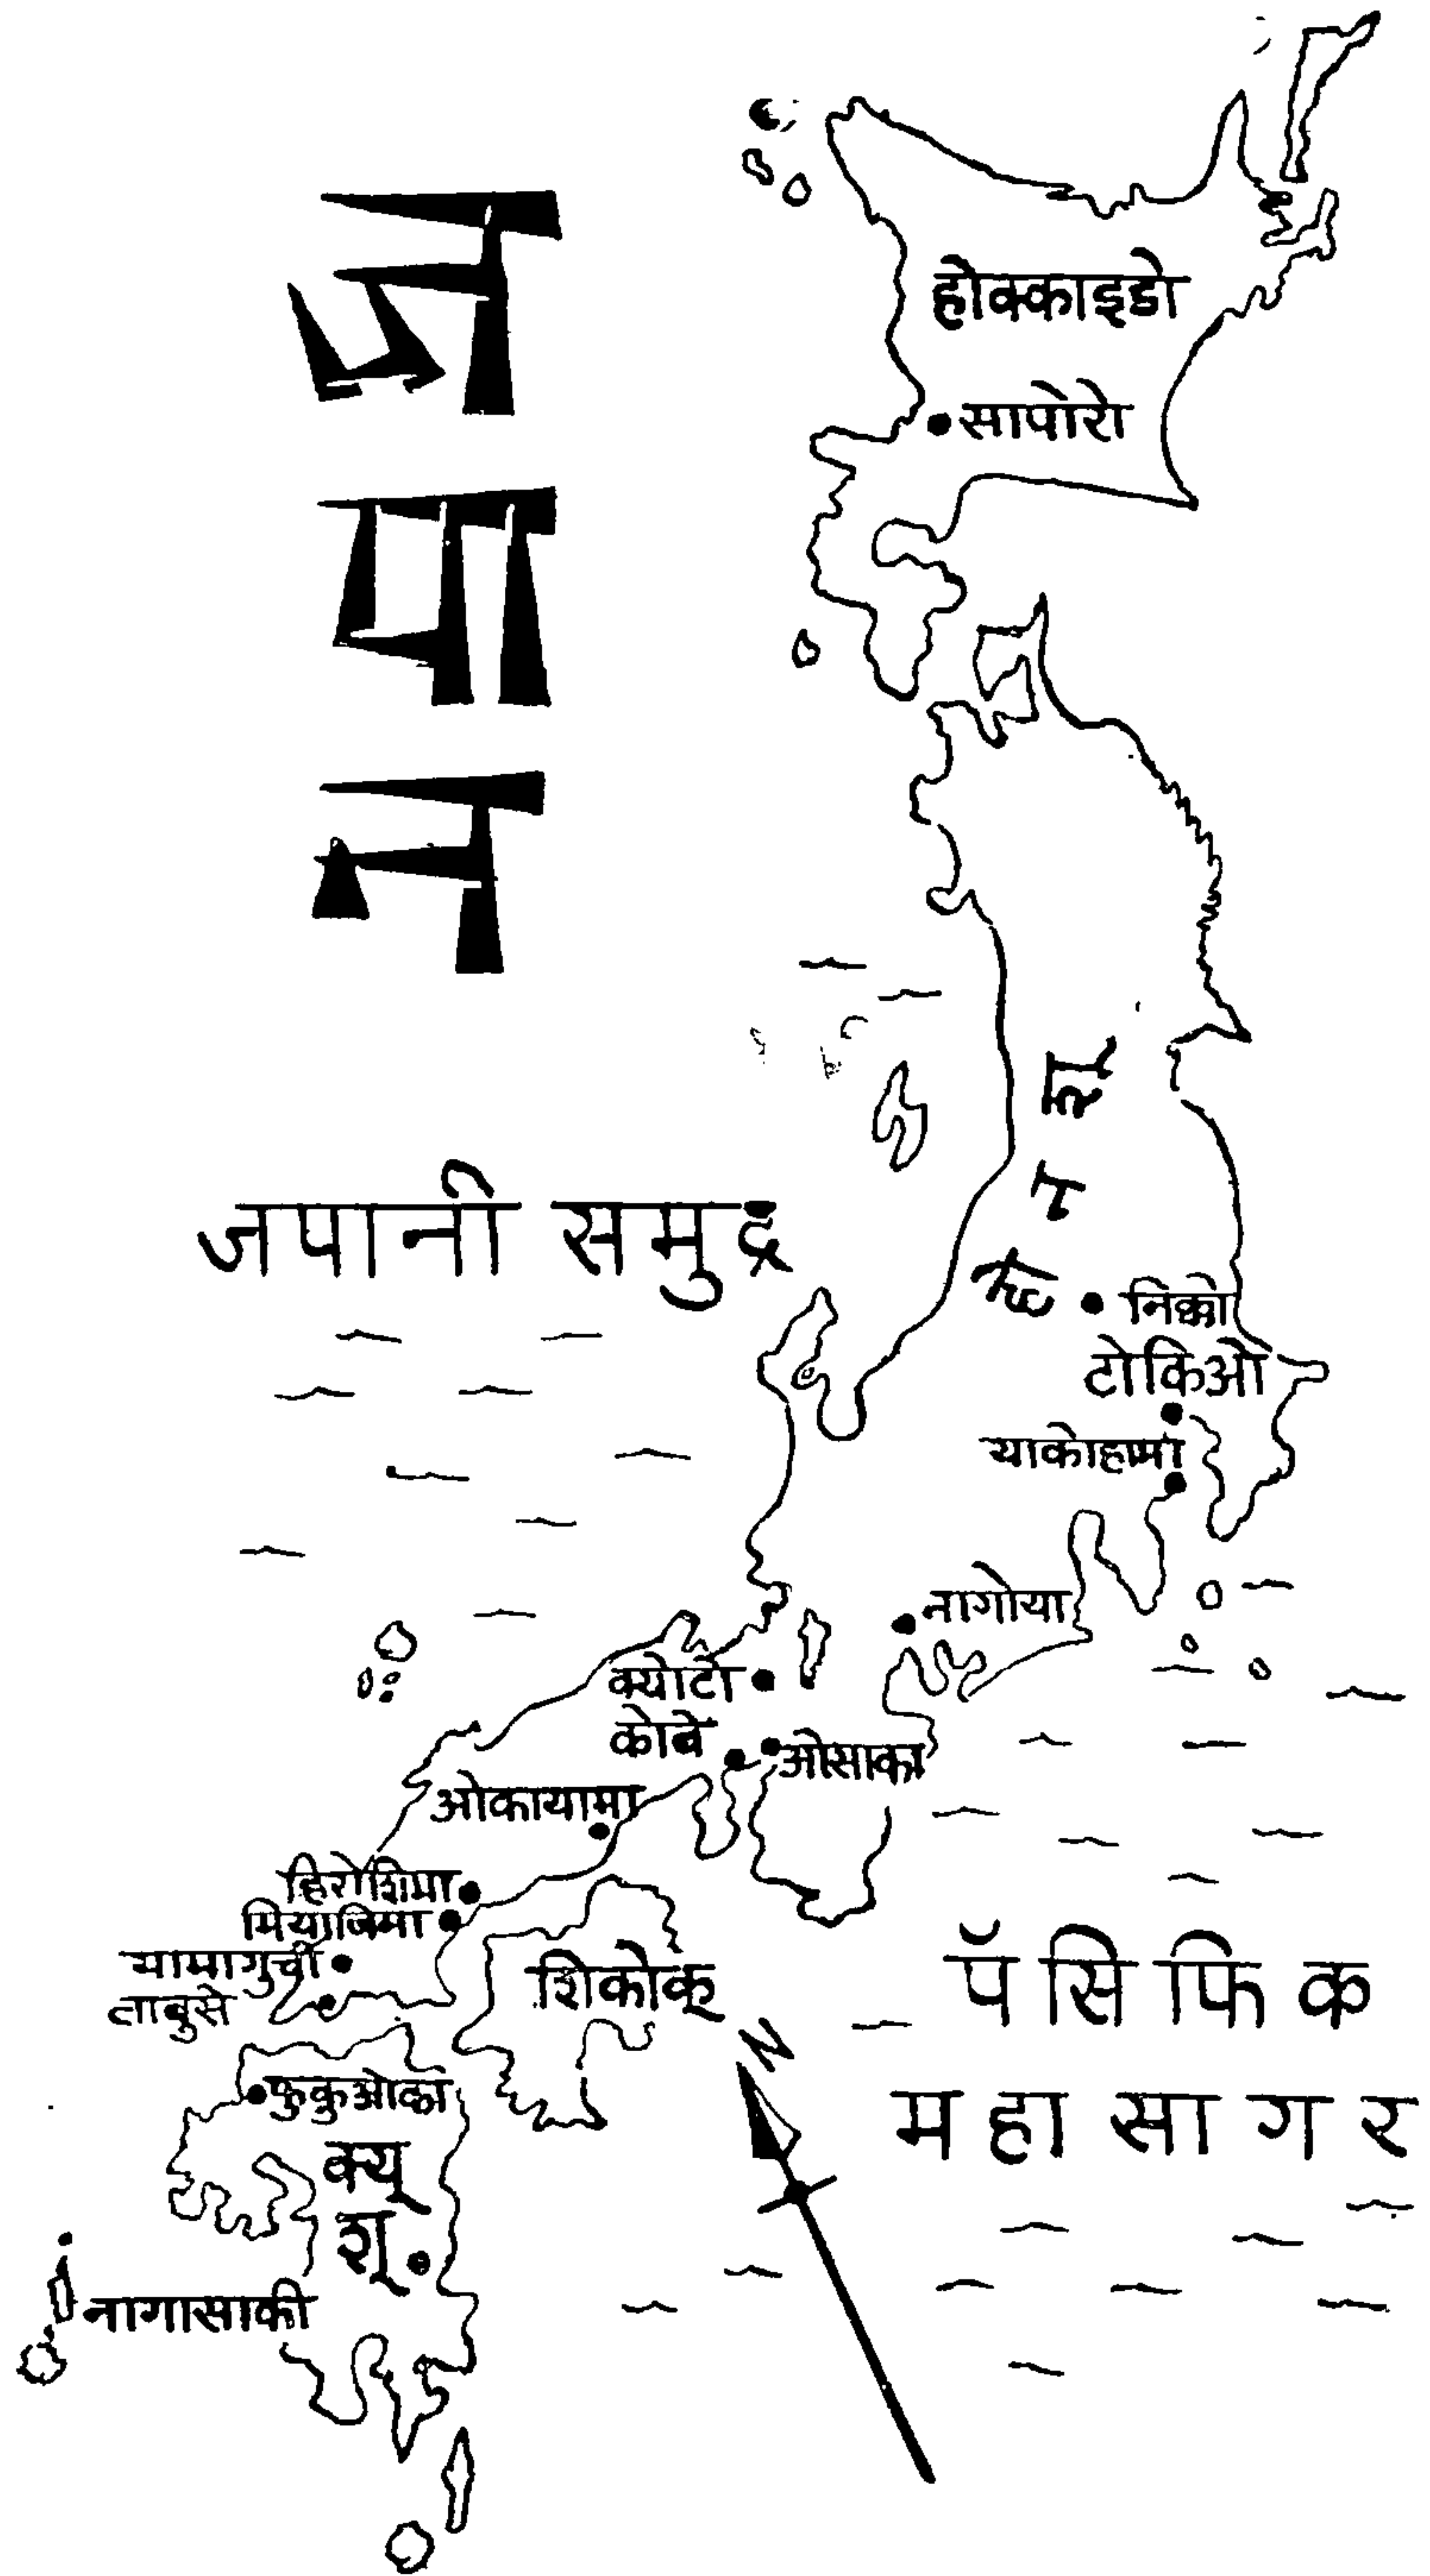 जपान
होक्काइडो
सापोरो
जपानी समुद्र
निक्को
टोकिओ
याकोहामा
नागोया
क्योटो
कोबे
ओसाका
ओकायामा
हिरोशिमा
मियाजिमा
यामागुची
ताबुसे
शिकोकू
पॅसिफिक
महासागर
N
फुकुओका
क्यू
शू
नागासाकी